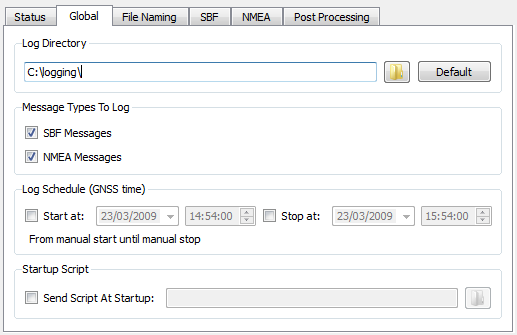 Status Global File Naming SBF NMEA Post Processing
Log Directory
C:\logging\
Default
Message Types To Log
SBF Messages
NMEA Messages
Log Schedule (GNSS time)
Start at: 23/03/2009 14:54:00 Stop at: 23/03/2009 15:54:00
From manual start until manual stop
Startup Script
Send Script At Startup: